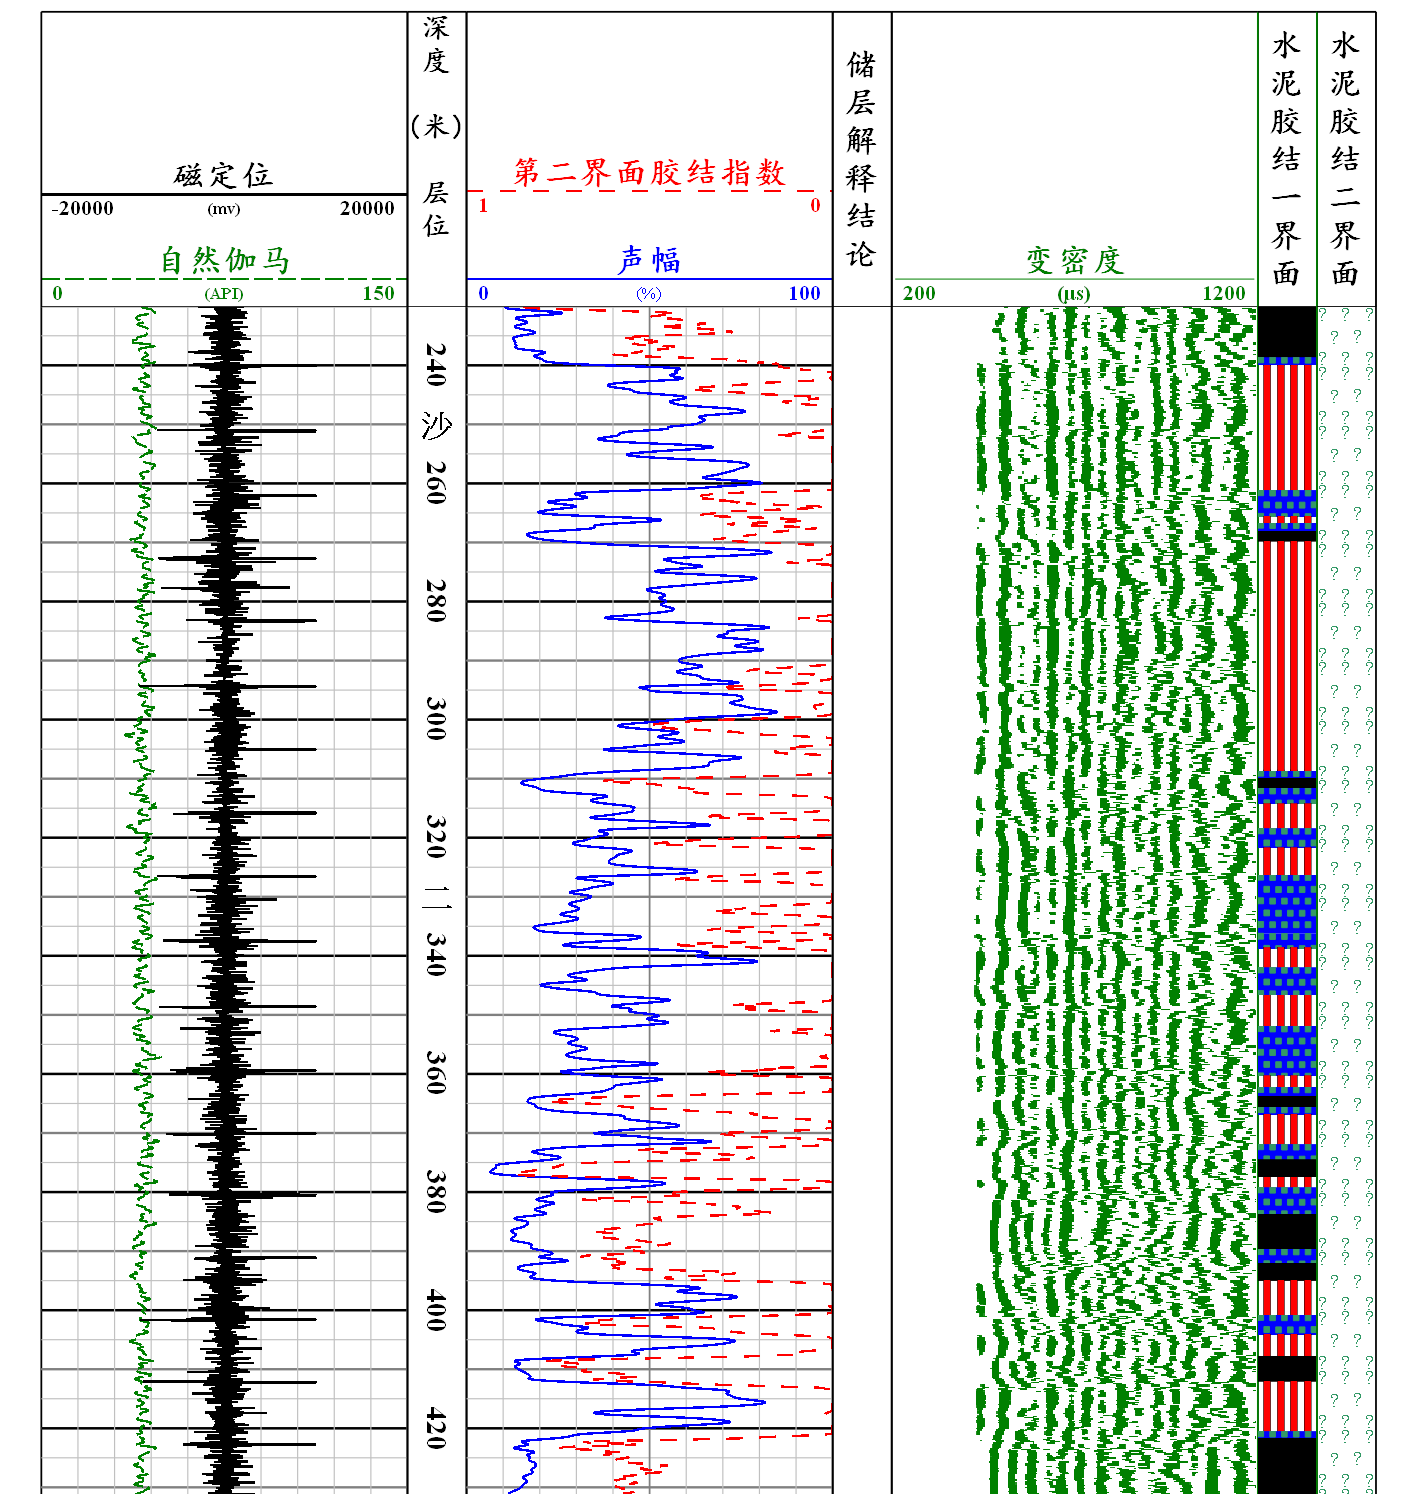 磁定位
-20000 (mv) 20000
自然伽马
0 (API) 150
深度
(米)
层位
第二界面胶结指数
1 0
声幅
0 (%) 100
储层解释结论
变密度
200 (μs) 1200
水泥胶结一界面
水泥胶结二界面
240
沙
260
280
300
320
二
340
360
380
400
420